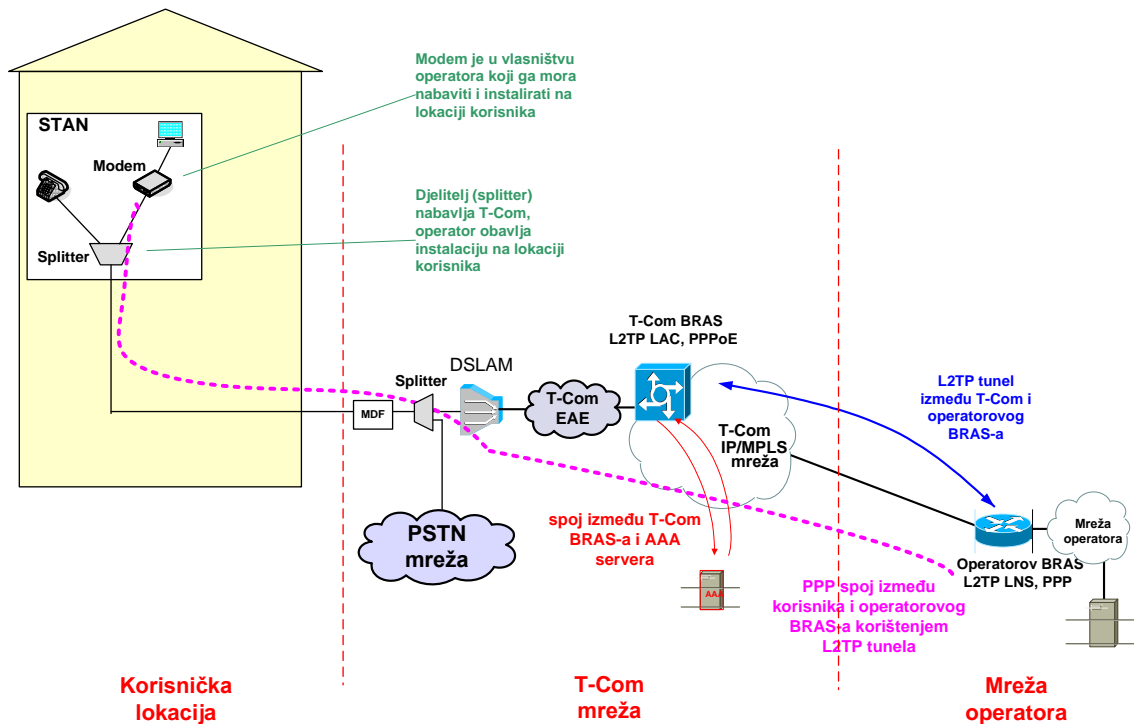 Modem je u vlasništvu
operatora koji ga mora
nabaviti i instalirati na
lokaciji korisnika
STAN
Modem
Splitter
Djelitelj (splitter)
nabavlja T-Com,
operator obavlja
instalaciju na lokaciji
korisnika
T-Com BRAS
L2TP LAC, PPPoE
DSLAM
Splitter
MDF
T-Com
EAE
T-Com
IP/MPLS
mreža
L2TP tunel
između T-Com i
operatorovog
BRAS-a
PSTN
mreža
spoj između T-Com
BRAS-a i AAA
servera
AAA
Mreža
operatora
Operatorov BRAS
L2TP LNS, PPP
PPP spoj između
korisnika i operatorovog
BRAS-a korištenjem
L2TP tunela
Korisnička
lokacija
T-Com
mreža
Mreža
operatora